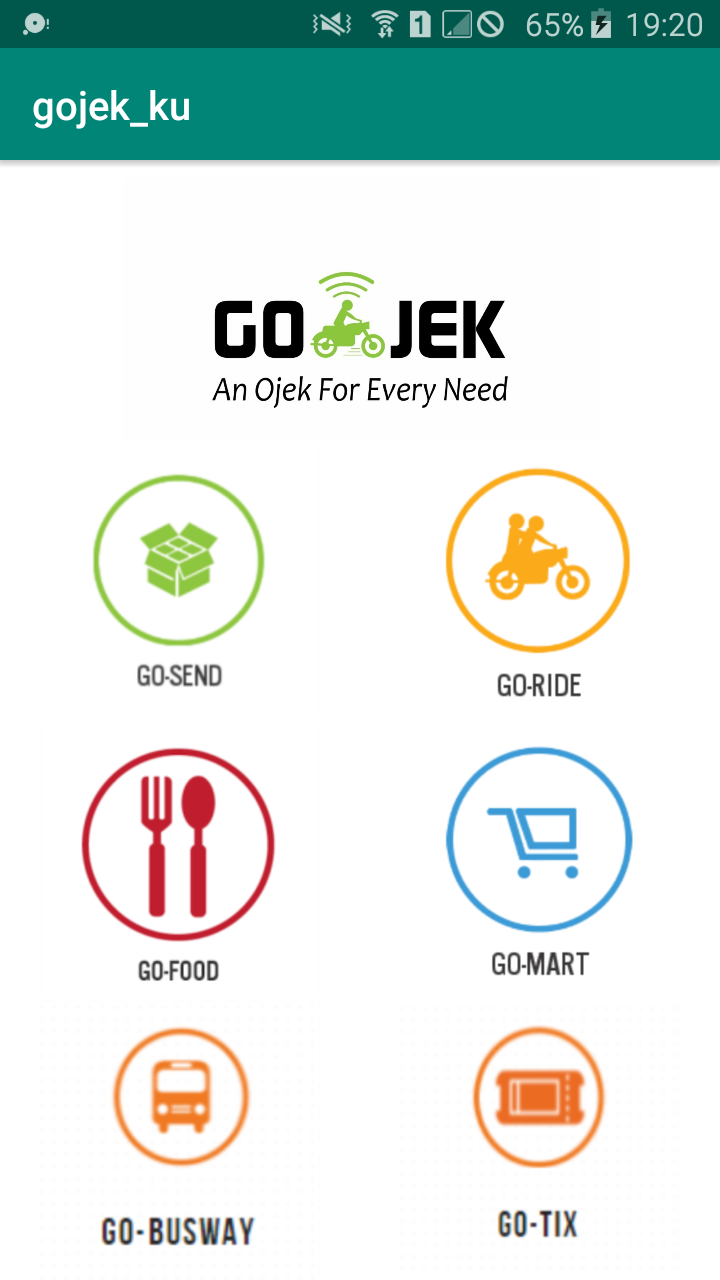 1 65% 19:20
gojek_ku
GO JEK
An Ojek For Every Need
GO-SEND GO-RIDE
GO-FOOD GO-MART
GO-BUSWAY GO-TIX